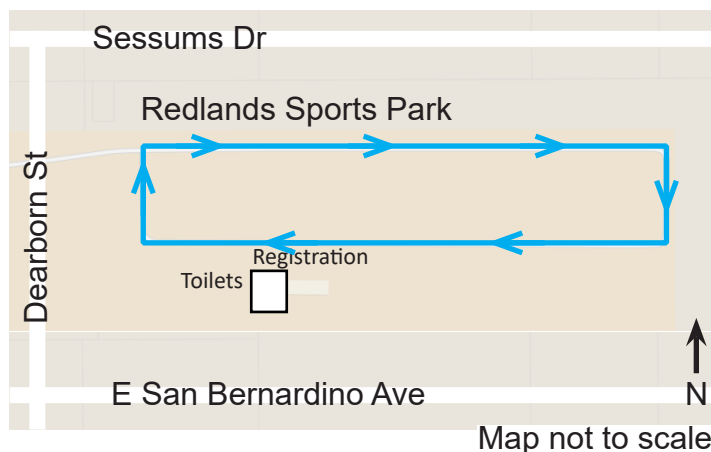 Sessums Dr
Redlands Sports Park
Dearborn St
Registration
Toilets
E San Bernardino Ave
N
Map not to scale